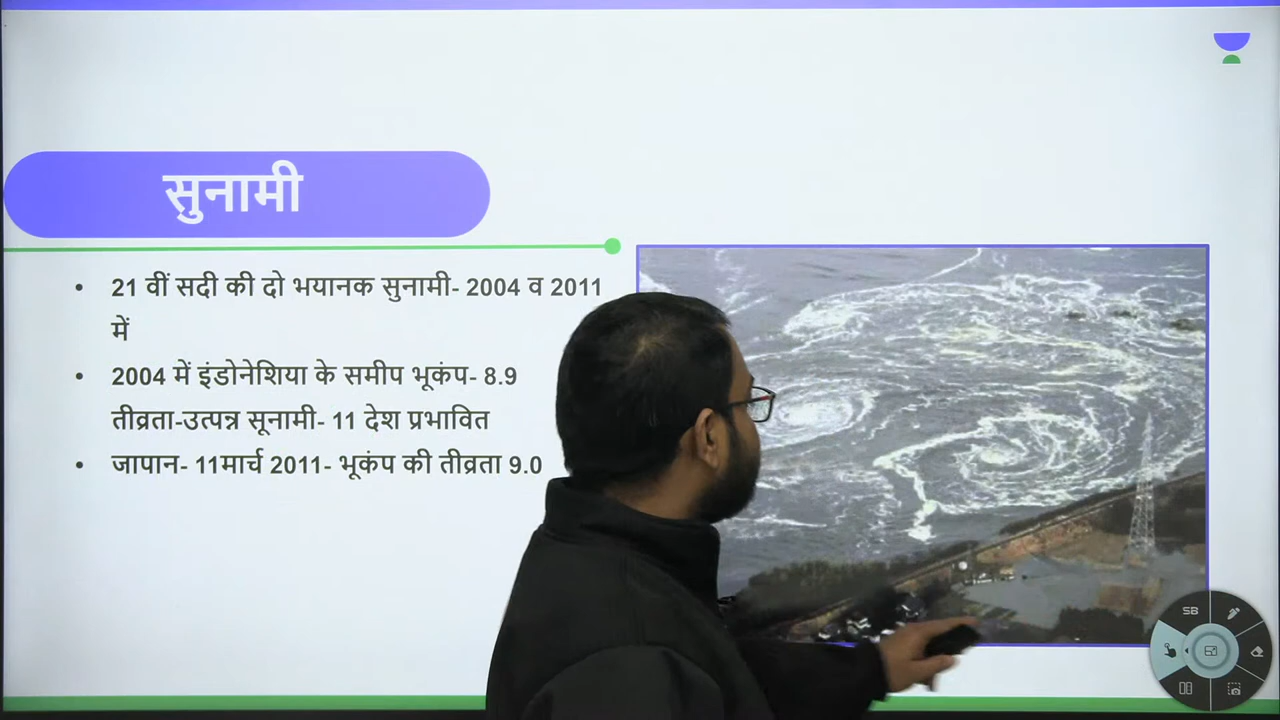 सुनामी
21 वीं सदी की दो भयानक सुनामी- 2004 व 2011
में
2004 में इंडोनेशिया के समीप भूकंप- 8.9
तीव्रता-उत्पन्न सूनामी- 11 देश प्रभावित
जापान- 11मार्च 2011- भूकंप की तीव्रता 9.0
SB